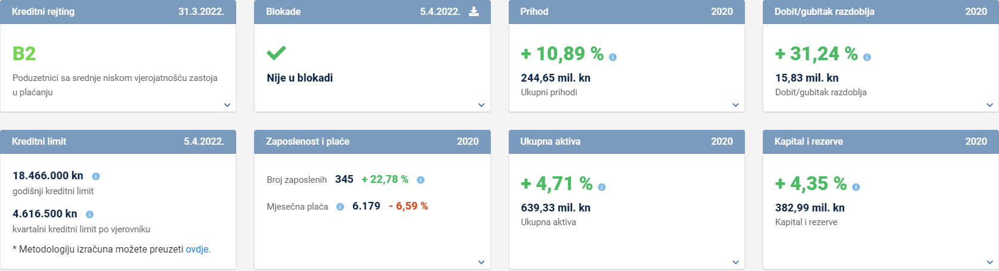 Kreditni rejting 31.3.2022.
B2
Poduzetnici sa srednje niskom vjerojatnošću zastoja
u plaćanju
Blokade 5.4.2022.
Nije u blokadi
Prihod 2020
+ 10,89 %
244,65 mil. kn
Ukupni prihodi
Dobit/gubitak razdoblja 2020
+ 31,24 %
15,83 mil. kn
Dobit/gubitak razdoblja
Kreditni limit 5.4.2022.
18.466.000 kn
godišnji kreditni limit
4.616.500 kn
kvartalni kreditni limit po vjerovniku
* Metodologiju izračuna možete preuzeti ovdje.
Zaposlenost i plaće 2020
Broj zaposlenih 345 + 22,78 %
Mjesečna plaća 6.179 - 6,59 %
Ukupna aktiva 2020
+ 4,71 %
639,33 mil. kn
Ukupna aktiva
Kapital i rezerve 2020
+ 4,35 %
382,99 mil. kn
Kapital i rezerve